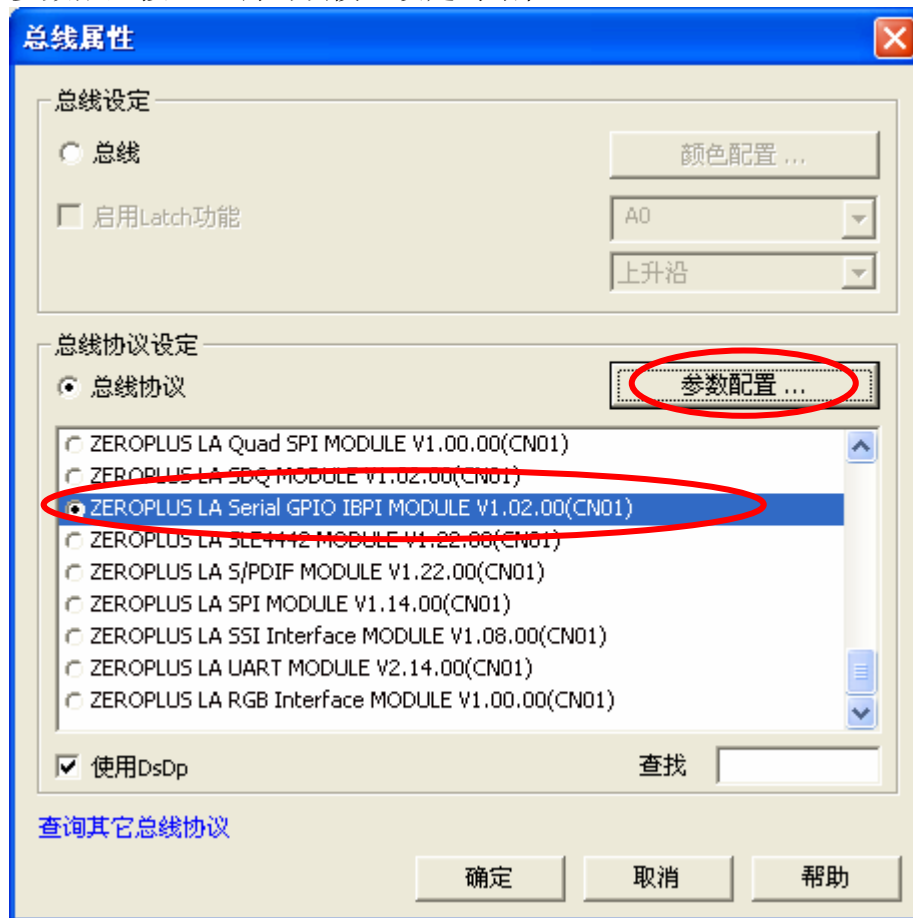 总线属性
总线设定
总线
颜色配置 ...
启用Latch功能
A0
上升沿
总线协议设定
总线协议
参数配置 ...
ZEROPLUS LA Quad SPI MODULE V1.00.00(CN01)
ZEROPLUS LA SDQ MODULE V1.02.00(CN01)
ZEROPLUS LA Serial GPIO IBPI MODULE V1.02.00(CN01)
ZEROPLUS LA SLE4442 MODULE V1.22.00(CN01)
ZEROPLUS LA S/PDIF MODULE V1.22.00(CN01)
ZEROPLUS LA SPI MODULE V1.14.00(CN01)
ZEROPLUS LA SSI Interface MODULE V1.08.00(CN01)
ZEROPLUS LA UART MODULE V2.14.00(CN01)
ZEROPLUS LA RGB Interface MODULE V1.00.00(CN01)
使用DsDp
查找
查询其它总线协议
确定
取消
帮助